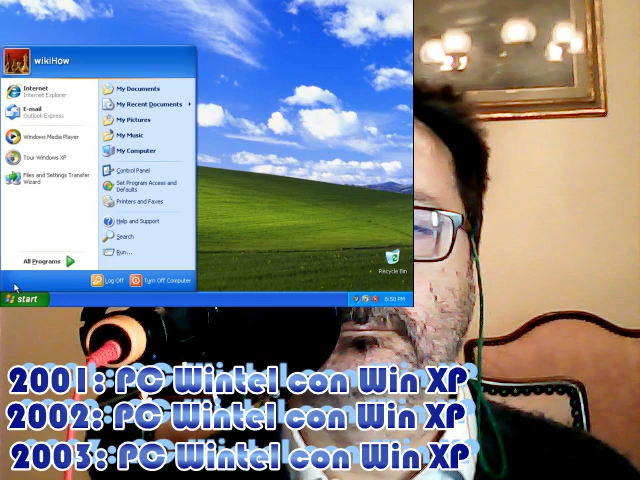 wikiHow
Internet
Internet Explorer
E-mail
Outlook Express
Windows Media Player
Tour Windows XP
Files and Settings Transfer
Wizard
All Programs
My Documents
My Recent Documents
My Pictures
My Music
My Computer
Control Panel
Set Program Access and
Defaults
Printers and Faxes
Help and Support
Search
Run...
Log Off
Turn Off Computer
Recycle Bin
start
6:50 PM
2001: PC Wintel con Win XP
2002: PC Wintel con Win XP
2003: PC Wintel con Win XP